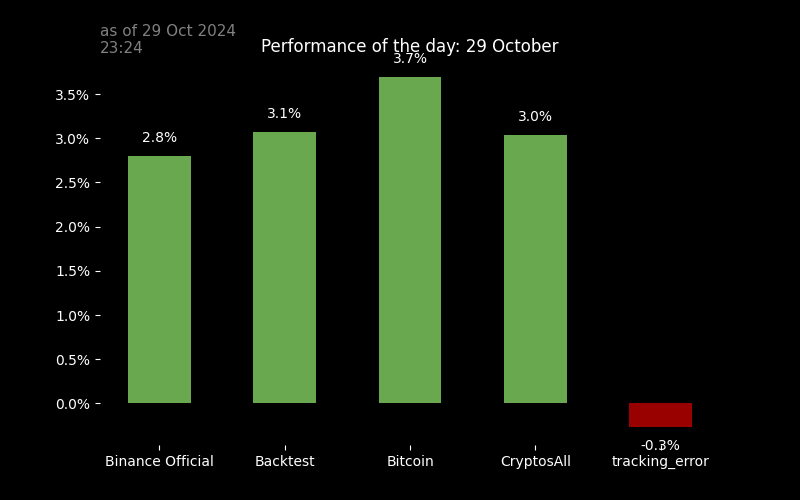 as of 29 Oct 2024
23:24
Performance of the day: 29 October
3.7%
3.5%
3.1%
3.0%
2.8%
3.0%
2.5%
2.0%
1.5%
1.0%
0.5%
0.0%
-0.3%
Binance Official
Backtest
Bitcoin
CryptosAll
tracking_error